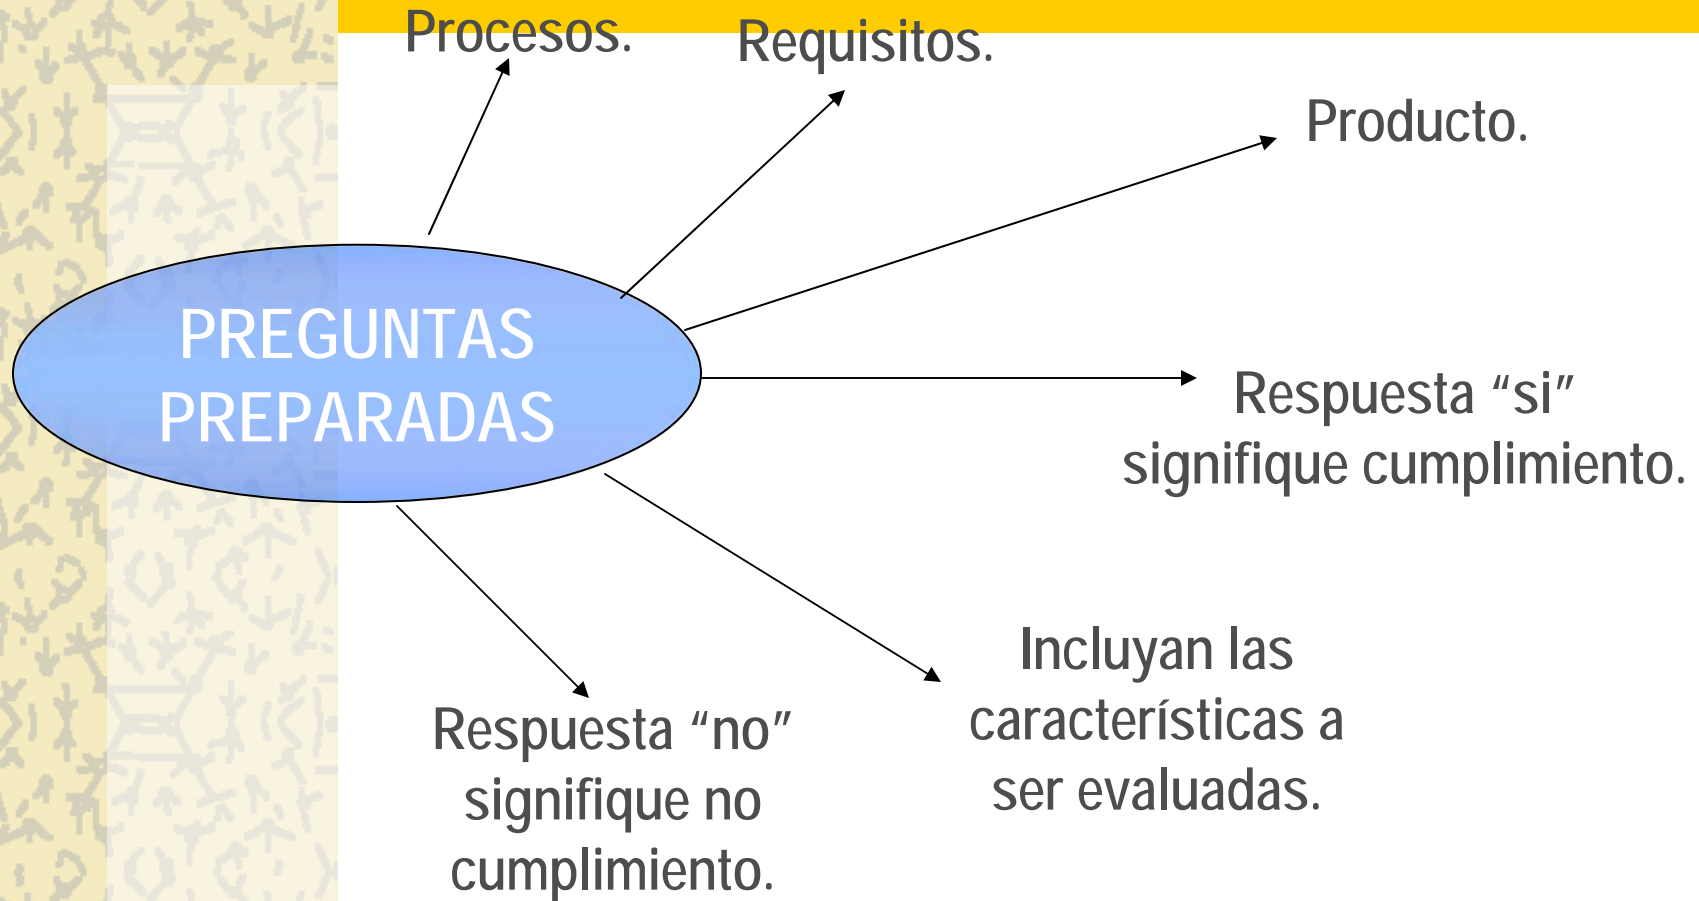 Procesos.
Requisitos.
Producto.
PREGUNTAS
PREPARADAS
Respuesta “si”
signifique cumplimiento.
Incluyan las
características a
ser evaluadas.
Respuesta “no”
signifique no
cumplimiento.